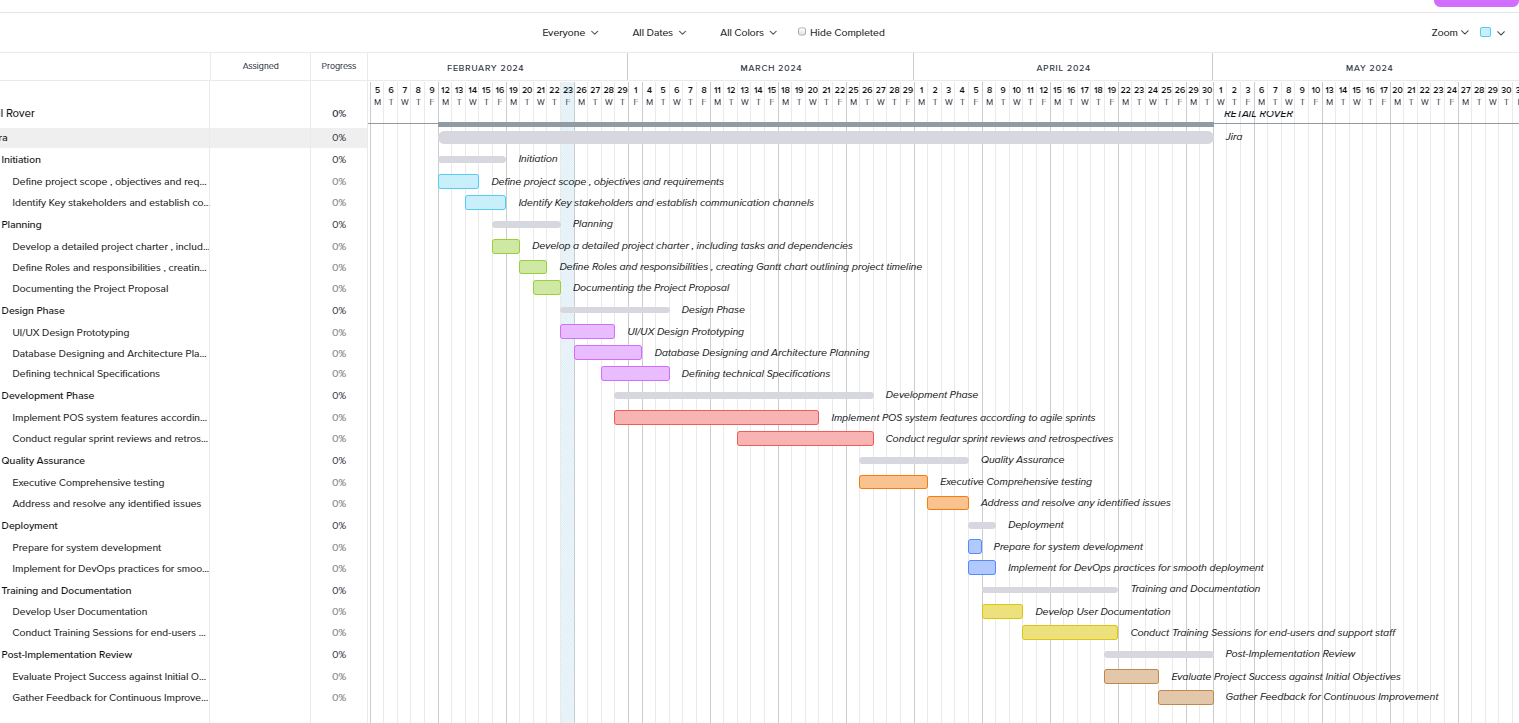 Everyone All Dates All Colors Hide Completed Zoom
Assigned Progress FEBRUARY 2024 MARCH 2024 APRIL 2024 MAY 2024
5 6 7 8 9 12 13 14 15 16 19 20 21 22 23 26 27 28 29 1 4 5 6 7 8 11 12 13 14 15 18 19 20 21 22 25 26 27 28 29 1 2 3 4 5 8 9 10 11 12 15 16 17 18 19 22 23 24 25 26 29 30 1 2 3 6 7 8 9 10 13 14 15 16 17 20 21 22 23 24 27 28 29 30
M T W T F M T W T F M T W T F M T W T F M T W T F M T W T F M T W T F M T W T F M T W T F M T W T F M T W T F M T W T F M T W T F M T W T F M T W T F M T W T F M T W T F
l Rover 0% RETAIL ROVER
ra 0% Jira
Initiation 0% Initiation
Define project scope , objectives and req... 0% Define project scope , objectives and requirements
Identify Key stakeholders and establish co... 0% Identify Key stakeholders and establish communication channels
Planning 0% Planning
Develop a detailed project charter , includ... 0% Develop a detailed project charter , including tasks and dependencies
Define Roles and responsibilities , creatin... 0% Define Roles and responsibilities , creating Gantt chart outlining project timeline
Documenting the Project Proposal 0% Documenting the Project Proposal
Design Phase 0% Design Phase
UI/UX Design Prototyping 0% UI/UX Design Prototyping
Database Designing and Architecture Pla... 0% Database Designing and Architecture Planning
Defining technical Specifications 0% Defining technical Specifications
Development Phase 0% Development Phase
Implement POS system features accordin... 0% Implement POS system features according to agile sprints
Conduct regular sprint reviews and retros... 0% Conduct regular sprint reviews and retrospectives
Quality Assurance 0% Quality Assurance
Executive Comprehensive testing 0% Executive Comprehensive testing
Address and resolve any identified issues 0% Address and resolve any identified issues
Deployment 0% Deployment
Prepare for system development 0% Prepare for system development
Implement for DevOps practices for smoo... 0% Implement for DevOps practices for smooth deployment
Training and Documentation 0% Training and Documentation
Develop User Documentation 0% Develop User Documentation
Conduct Training Sessions for end-users ... 0% Conduct Training Sessions for end-users and support staff
Post-Implementation Review 0% Post-Implementation Review
Evaluate Project Success against Initial O... 0% Evaluate Project Success against Initial Objectives
Gather Feedback for Continuous Improve... 0% Gather Feedback for Continuous Improvement